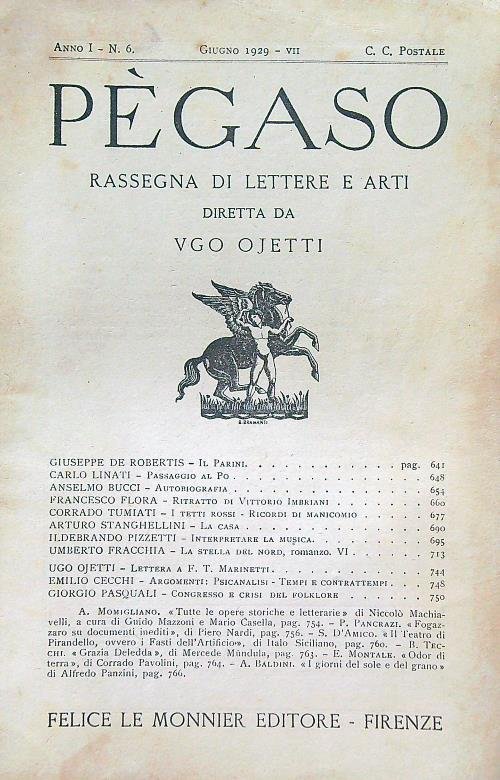 ANNO I - N. 6. GIUGNO 1929 - VII C. C. POSTALE
PÈGASO
RASSEGNA DI LETTERE E ARTI
DIRETTA DA
VGO OJETTI
B. BRAMANTI
GIUSEPPE DE ROBERTIS - IL PARINI. . . . . . . . . . . . . pag. 641
CARLO LINATI - PASSAGGIO AL PO . . . . . . . . . . . . . 648
ANSELMO BUCCI - AUTOBIOGRAFIA . . . . . . . . . . . . . 654
FRANCESCO FLORA - RITRATTO DI VITTORIO IMBRIANI . . . . . . . 660
CORRADO TUMIATI - I TETTI ROSSI - RICORDI DI MANICOMIO . . . . . 677
ARTURO STANGHELLINI - LA CASA . . . . . . . . . . . . . 690
ILDEBRANDO PIZZETTI - INTERPRETARE LA MUSICA. . . . . . . . . 695
UMBERTO FRACCHIA - LA STELLA DEL NORD, romanzo. VI . . . . . . . 713
UGO OJETTI - LETTERA A F. T. MARINETTI. . . . . . . . . . . . 744
EMILIO CECCHI - ARGOMENTI: PSICANALISI - TEMPI E CONTRATTEMPI . . . . 748
GIORGIO PASQUALI - CONGRESSO E CRISI DEL FOLKLORE . . . . . . . 750
A. MOMIGLIANO. «Tutte le opere storiche e letterarie» di Niccolò Machia-
velli, a cura di Guido Mazzoni e Mario Casella, pag. 754. - P. PANCRAZI. «Fogaz-
zaro su documenti inediti», di Piero Nardi, pag. 756. - S. D'AMICO. «Il Teatro di
Pirandello, ovvero i Fasti dell'Artificio», di Italo Siciliano, pag. 760. - B. TEC-
CHI. «Grazia Deledda», di Mercede Múndula, pag. 763. - E. MONTALE. «Odor di
terra», di Corrado Pavolini, pag. 764. - A. BALDINI. «I giorni del sole e del grano»
di Alfredo Panzini, pag. 766.
FELICE LE MONNIER EDITORE - FIRENZE